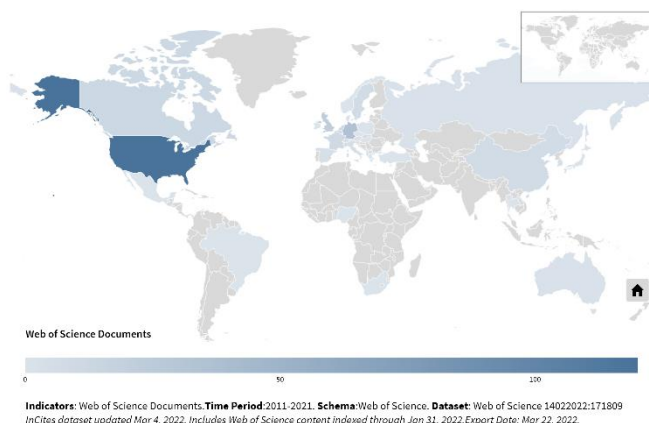 Web of Science Documents
0 50 100
Indicators: Web of Science Documents.Time Period:2011-2021. Schema:Web of Science. Dataset: Web of Science 14022022:171809
InCites dataset updated Mar 4, 2022. Includes Web of Science content indexed through Jan 31, 2022.Export Date: Mar 22, 2022.